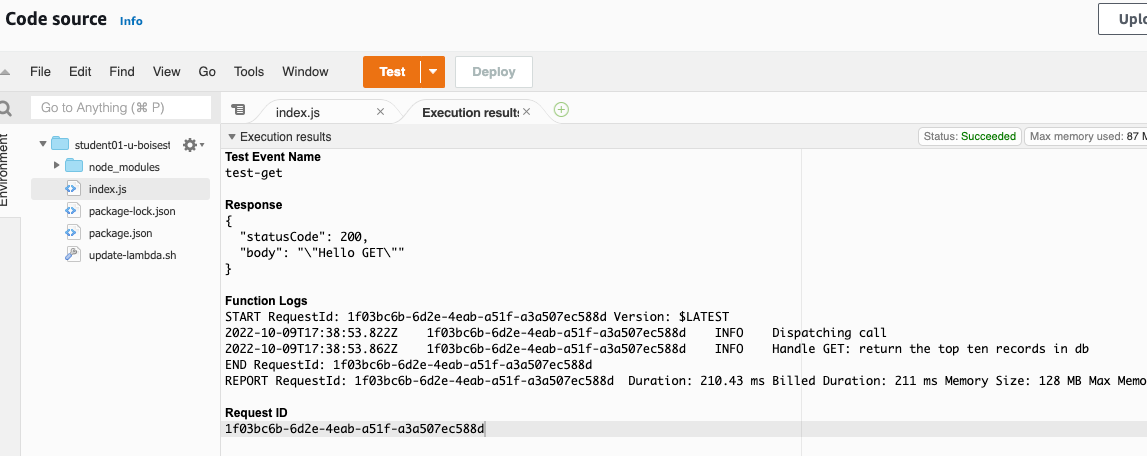 Code source Info
Uplo
File Edit Find View Go Tools Window Test Deploy
Go to Anything (⌘ P)
index.js Execution results
Environment
Execution results Status: Succeeded Max memory used: 87 M
student01-u-boisest
node_modules
index.js
package-lock.json
package.json
update-lambda.sh
Test Event Name
test-get
Response
{
"statusCode": 200,
"body": "\"Hello GET\""
}
Function Logs
START RequestId: 1f03bc6b-6d2e-4eab-a51f-a3a507ec588d Version: $LATEST
2022-10-09T17:38:53.822Z 1f03bc6b-6d2e-4eab-a51f-a3a507ec588d INFO Dispatching call
2022-10-09T17:38:53.862Z 1f03bc6b-6d2e-4eab-a51f-a3a507ec588d INFO Handle GET: return the top ten records in db
END RequestId: 1f03bc6b-6d2e-4eab-a51f-a3a507ec588d
REPORT RequestId: 1f03bc6b-6d2e-4eab-a51f-a3a507ec588d Duration: 210.43 ms Billed Duration: 211 ms Memory Size: 128 MB Max Memo
Request ID
1f03bc6b-6d2e-4eab-a51f-a3a507ec588d